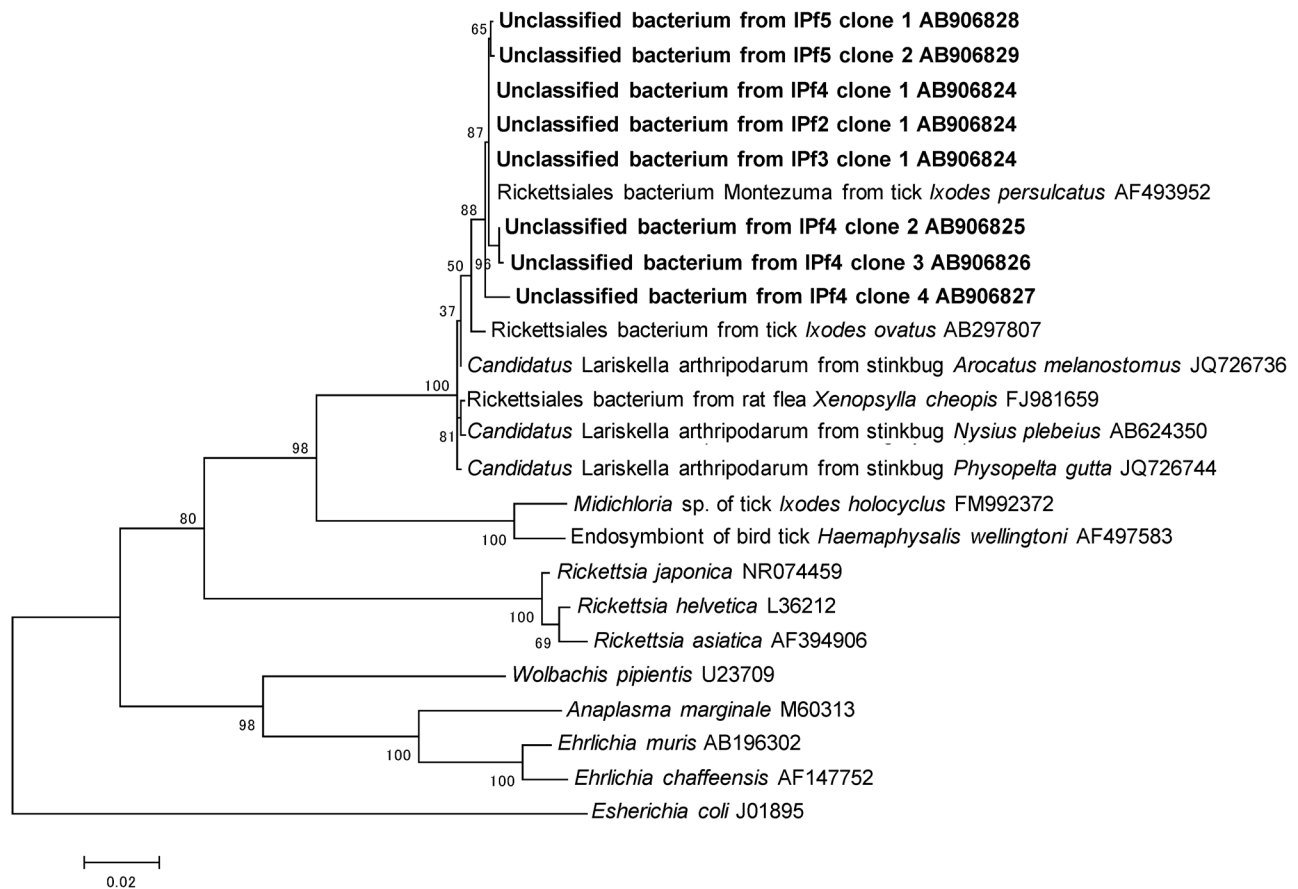 65
Unclassified bacterium from IPf5 clone 1 AB906828
Unclassified bacterium from IPf5 clone 2 AB906829
Unclassified bacterium from IPf4 clone 1 AB906824
87
Unclassified bacterium from IPf2 clone 1 AB906824
Unclassified bacterium from IPf3 clone 1 AB906824
Rickettsiales bacterium Montezuma from tick Ixodes persulcatus AF493952
88
Unclassified bacterium from IPf4 clone 2 AB906825
50
96
Unclassified bacterium from IPf4 clone 3 AB906826
Unclassified bacterium from IPf4 clone 4 AB906827
37
Rickettsiales bacterium from tick Ixodes ovatus AB297807
Candidatus Lariskella arthripodarum from stinkbug Arocatus melanostomus JQ726736
100
Rickettsiales bacterium from rat flea Xenopsylla cheopis FJ981659
81
Candidatus Lariskella arthripodarum from stinkbug Nysius plebeius AB624350
98
Candidatus Lariskella arthripodarum from stinkbug Physopelta gutta JQ726744
Midichloria sp. of tick Ixodes holocyclus FM992372
80
100
Endosymbiont of bird tick Haemaphysalis wellingtoni AF497583
Rickettsia japonica NR074459
100
Rickettsia helvetica L36212
69
Rickettsia asiatica AF394906
Wolbachis pipientis U23709
98
Anaplasma marginale M60313
100
Ehrlichia muris AB196302
100
Ehrlichia chaffeensis AF147752
Esherichia coli J01895
0.02